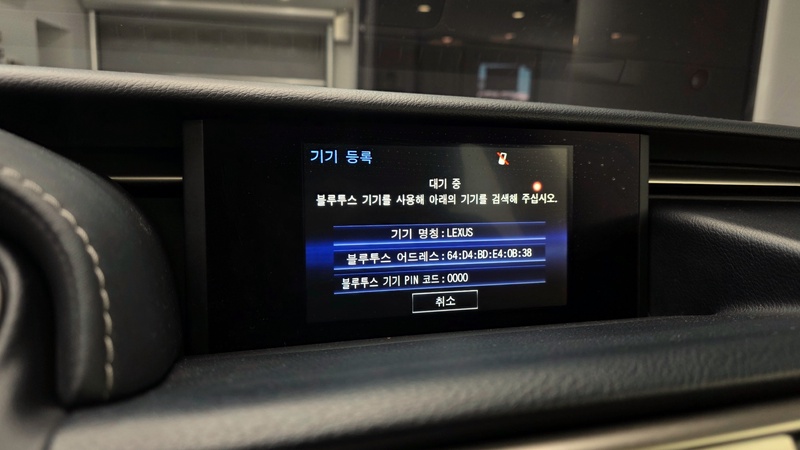 기기 등록
대기 중
블루투스 기기를 사용해 아래의 기기를 검색해 주십시오.
기기 명칭 : LEXUS
블루투스 어드레스 : 64:D4:BD:E4:0B:38
블루투스 기기 PIN 코드 : 0000
취소